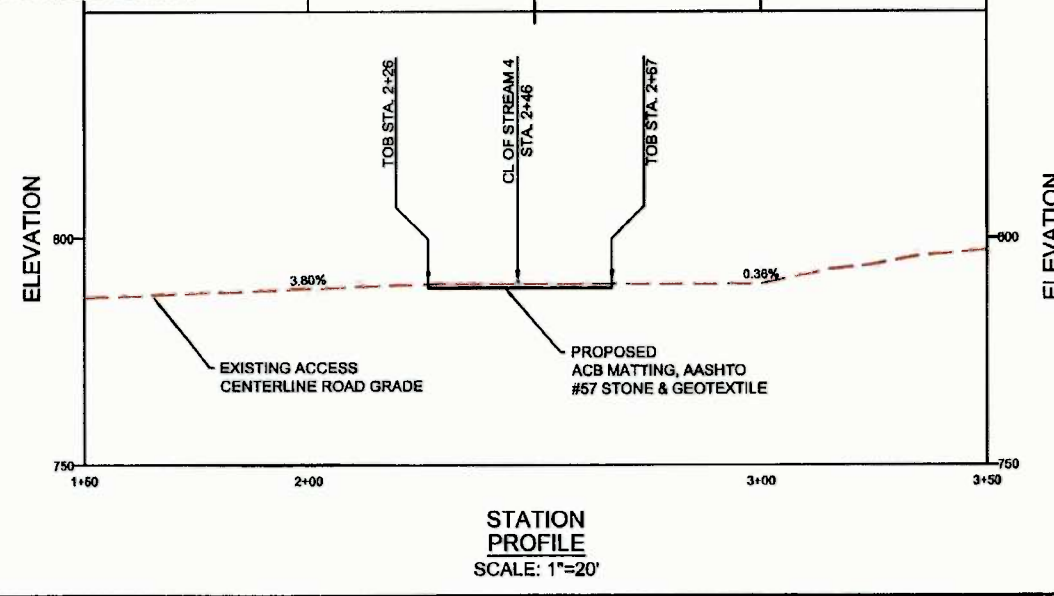 TOB STA. 2+26
CL OF STREAM 4
STA. 2+46
TOB STA. 2+67
ELEVATION
ELEVATION
800
800
3.80%
0.36%
EXISTING ACCESS
CENTERLINE ROAD GRADE
PROPOSED
ACB MATTING, AASHTO
#57 STONE & GEOTEXTILE
750
750
1+50
2+00
3+00
3+50
STATION
PROFILE
SCALE: 1"=20'